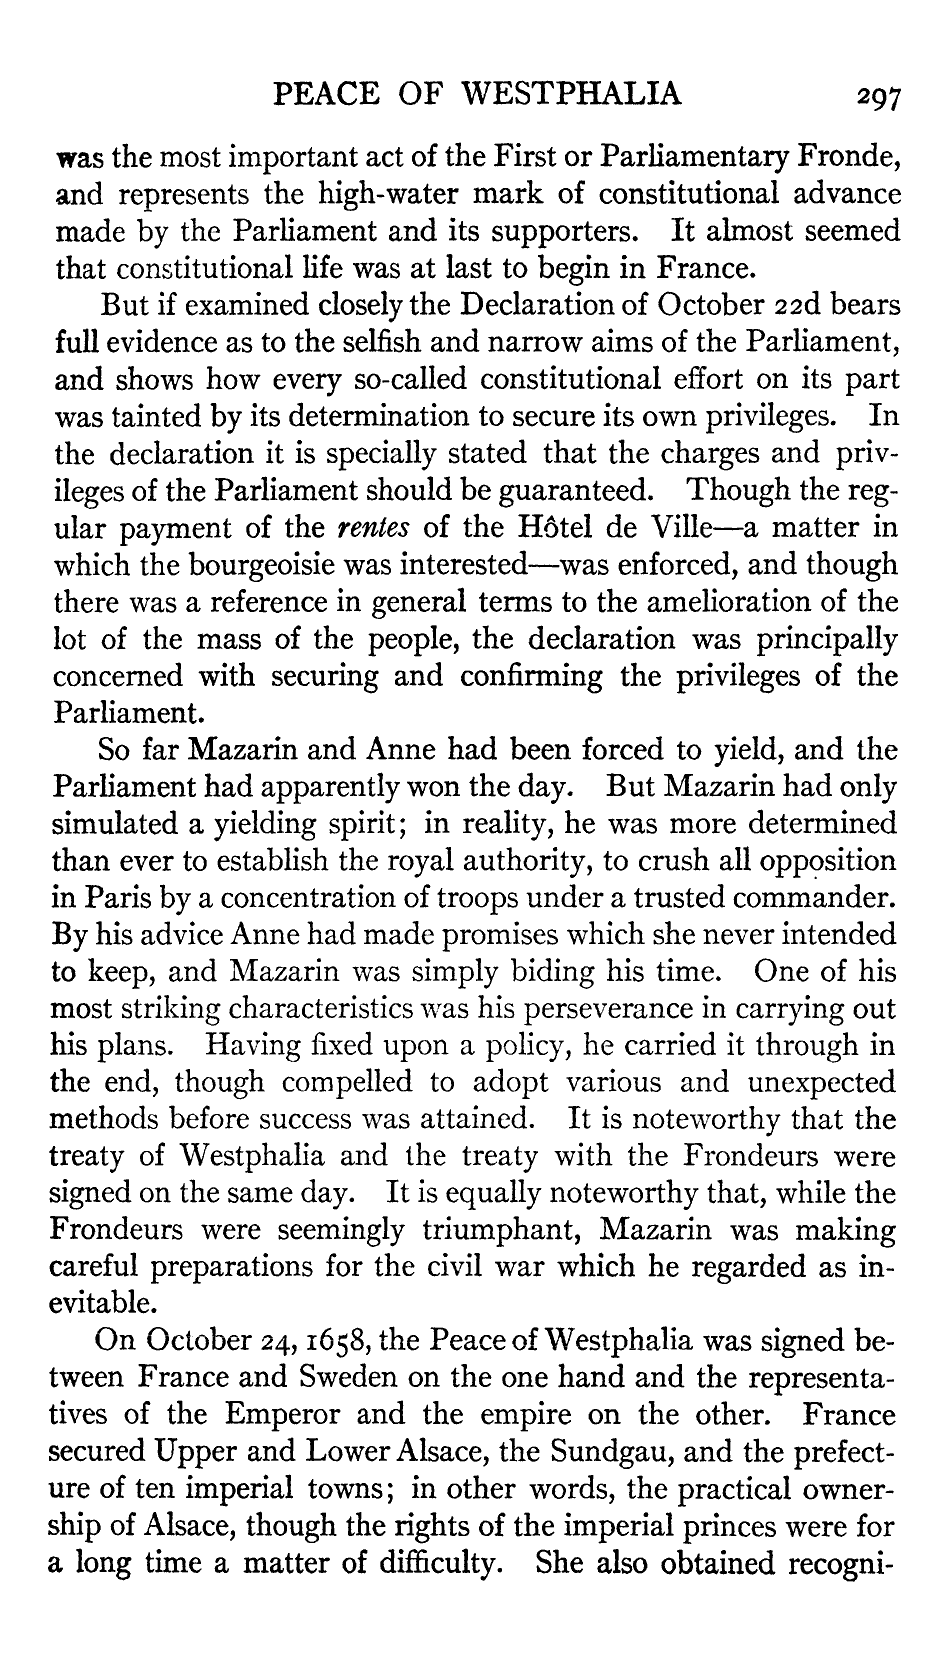 PEACE OF WESTPHALIA 297
was the most important act of the First or Parliamentary Fronde,
and represents the high-water mark of constitutional advance
made by the Parliament and its supporters. It almost seemed
that constitutional life was at last to begin in France.
But if examined closely the Declaration of October 22d bears
full evidence as to the selfish and narrow aims of the Parliament,
and shows how every so-called constitutional effort on its part
was tainted by its determination to secure its own privileges. In
the declaration it is specially stated that the charges and priv-
ileges of the Parliament should be guaranteed. Though the reg-
ular payment of the rentes of the Hôtel de Ville—a matter in
which the bourgeoisie was interested—was enforced, and though
there was a reference in general terms to the amelioration of the
lot of the mass of the people, the declaration was principally
concerned with securing and confirming the privileges of the
Parliament.
So far Mazarin and Anne had been forced to yield, and the
Parliament had apparently won the day. But Mazarin had only
simulated a yielding spirit; in reality, he was more determined
than ever to establish the royal authority, to crush all opposition
in Paris by a concentration of troops under a trusted commander.
By his advice Anne had made promises which she never intended
to keep, and Mazarin was simply biding his time. One of his
most striking characteristics was his perseverance in carrying out
his plans. Having fixed upon a policy, he carried it through in
the end, though compelled to adopt various and unexpected
methods before success was attained. It is noteworthy that the
treaty of Westphalia and the treaty with the Frondeurs were
signed on the same day. It is equally noteworthy that, while the
Frondeurs were seemingly triumphant, Mazarin was making
careful preparations for the civil war which he regarded as in-
evitable.
On October 24, 1658, the Peace of Westphalia was signed be-
tween France and Sweden on the one hand and the representa-
tives of the Emperor and the empire on the other. France
secured Upper and Lower Alsace, the Sundgau, and the prefect-
ure of ten imperial towns; in other words, the practical owner-
ship of Alsace, though the rights of the imperial princes were for
a long time a matter of difficulty. She also obtained recogni-